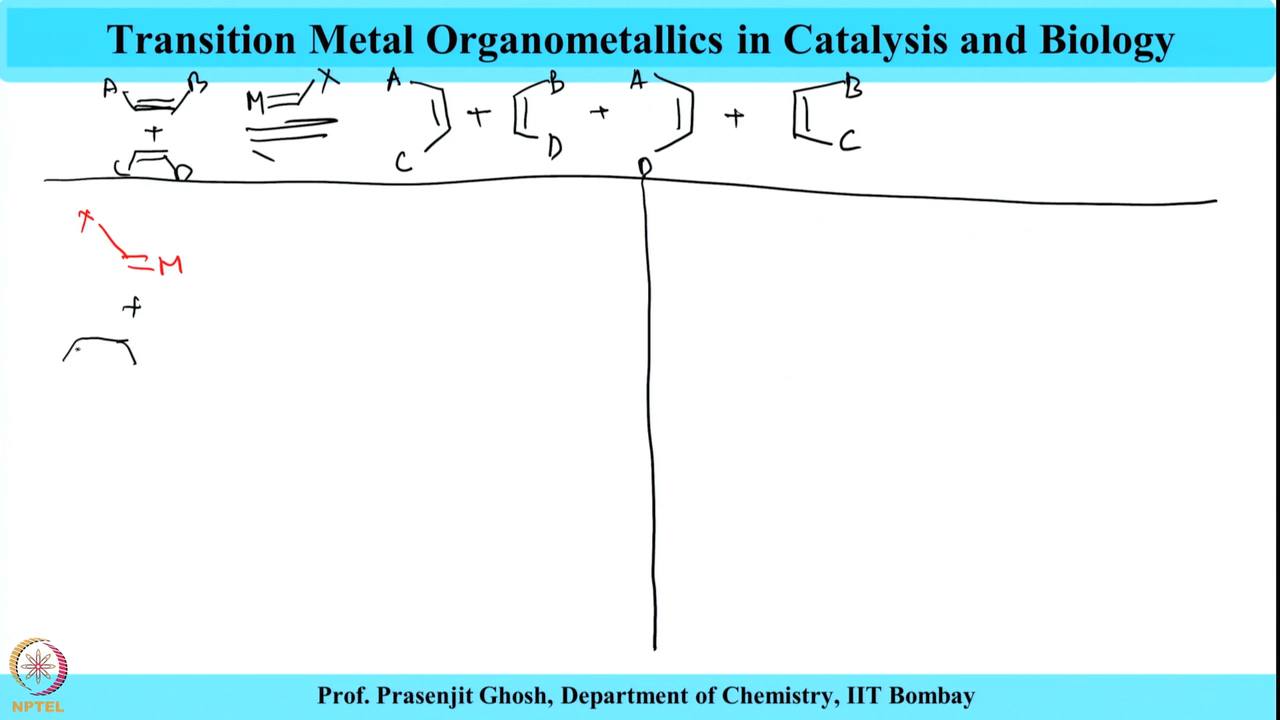 Transition Metal Organometallics in Catalysis and Biology
A B M X A B A B
+ + + +
C D C D D C
X
M
+
Prof. Prasenjit Ghosh, Department of Chemistry, IIT Bombay
NPTEL